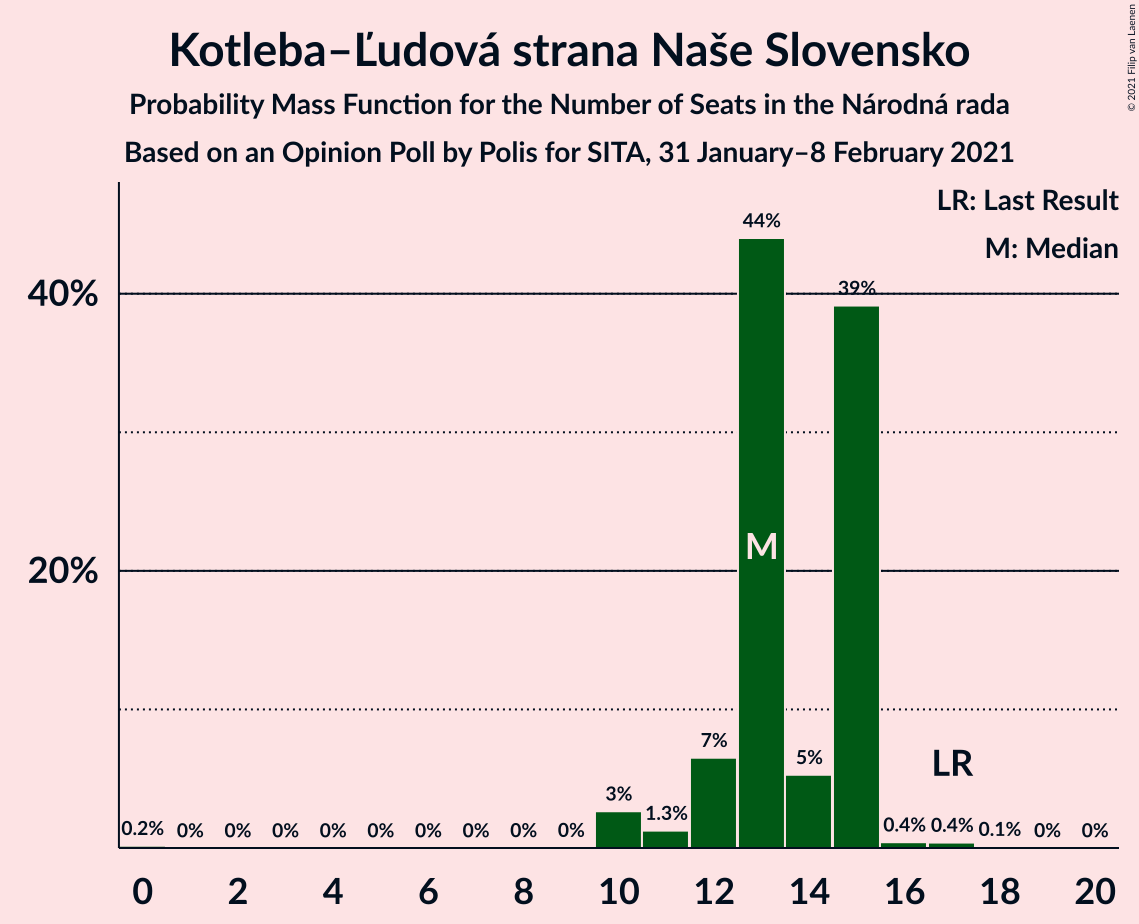 © 2021 Filip van Laenen
Kotleba–Ľudová strana Naše Slovensko
Probability Mass Function for the Number of Seats in the Národná rada
Based on an Opinion Poll by Polis for SITA, 31 January–8 February 2021
LR: Last Result
M: Median
44%
40%
39%
M
20%
LR
7%
5%
3%
1.3%
0.2% 0% 0% 0% 0% 0% 0% 0% 0% 0% 0.4% 0.4% 0.1% 0% 0%
0 2 4 6 8 10 12 14 16 18 20